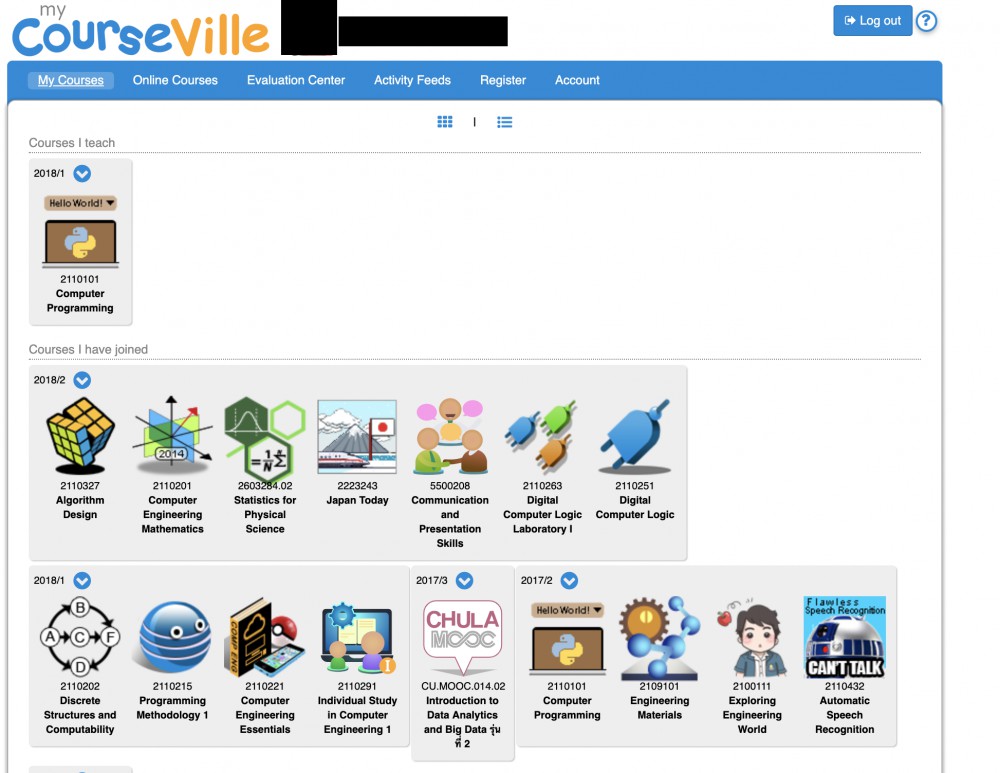 my
CourseVille
Log out
?
My Courses
Online Courses
Evaluation Center
Activity Feeds
Register
Account
|
Courses I teach
2018/1
Hello World!
2110101
Computer
Programming
Courses I have joined
2018/2
2014
=1/N Σ
2110327
Algorithm
Design
2110201
Computer
Engineering
Mathematics
2603284.02
Statistics for
Physical
Science
2223243
Japan Today
5500208
Communication
and
Presentation
Skills
2110263
Digital
Computer Logic
Laboratory I
2110251
Digital
Computer Logic
2018/1
B
A C F
D
2110202
Discrete
Structures and
Computability
2110215
Programming
Methodology 1
COMP ENG
2110221
Computer
Engineering
Essentials
I
2110291
Individual Study
in Computer
Engineering 1
2017/3
CHULA
MOOC
CU.MOOC.014.02
Introduction to
Data Analytics
and Big Data รุ่น
ที่ 2
2017/2
Hello World!
2110101
Computer
Programming
2109101
Engineering
Materials
2100111
Exploring
Engineering
World
Flawless
Speech Recognition
CAN'T TALK
2110432
Automatic
Speech
Recognition